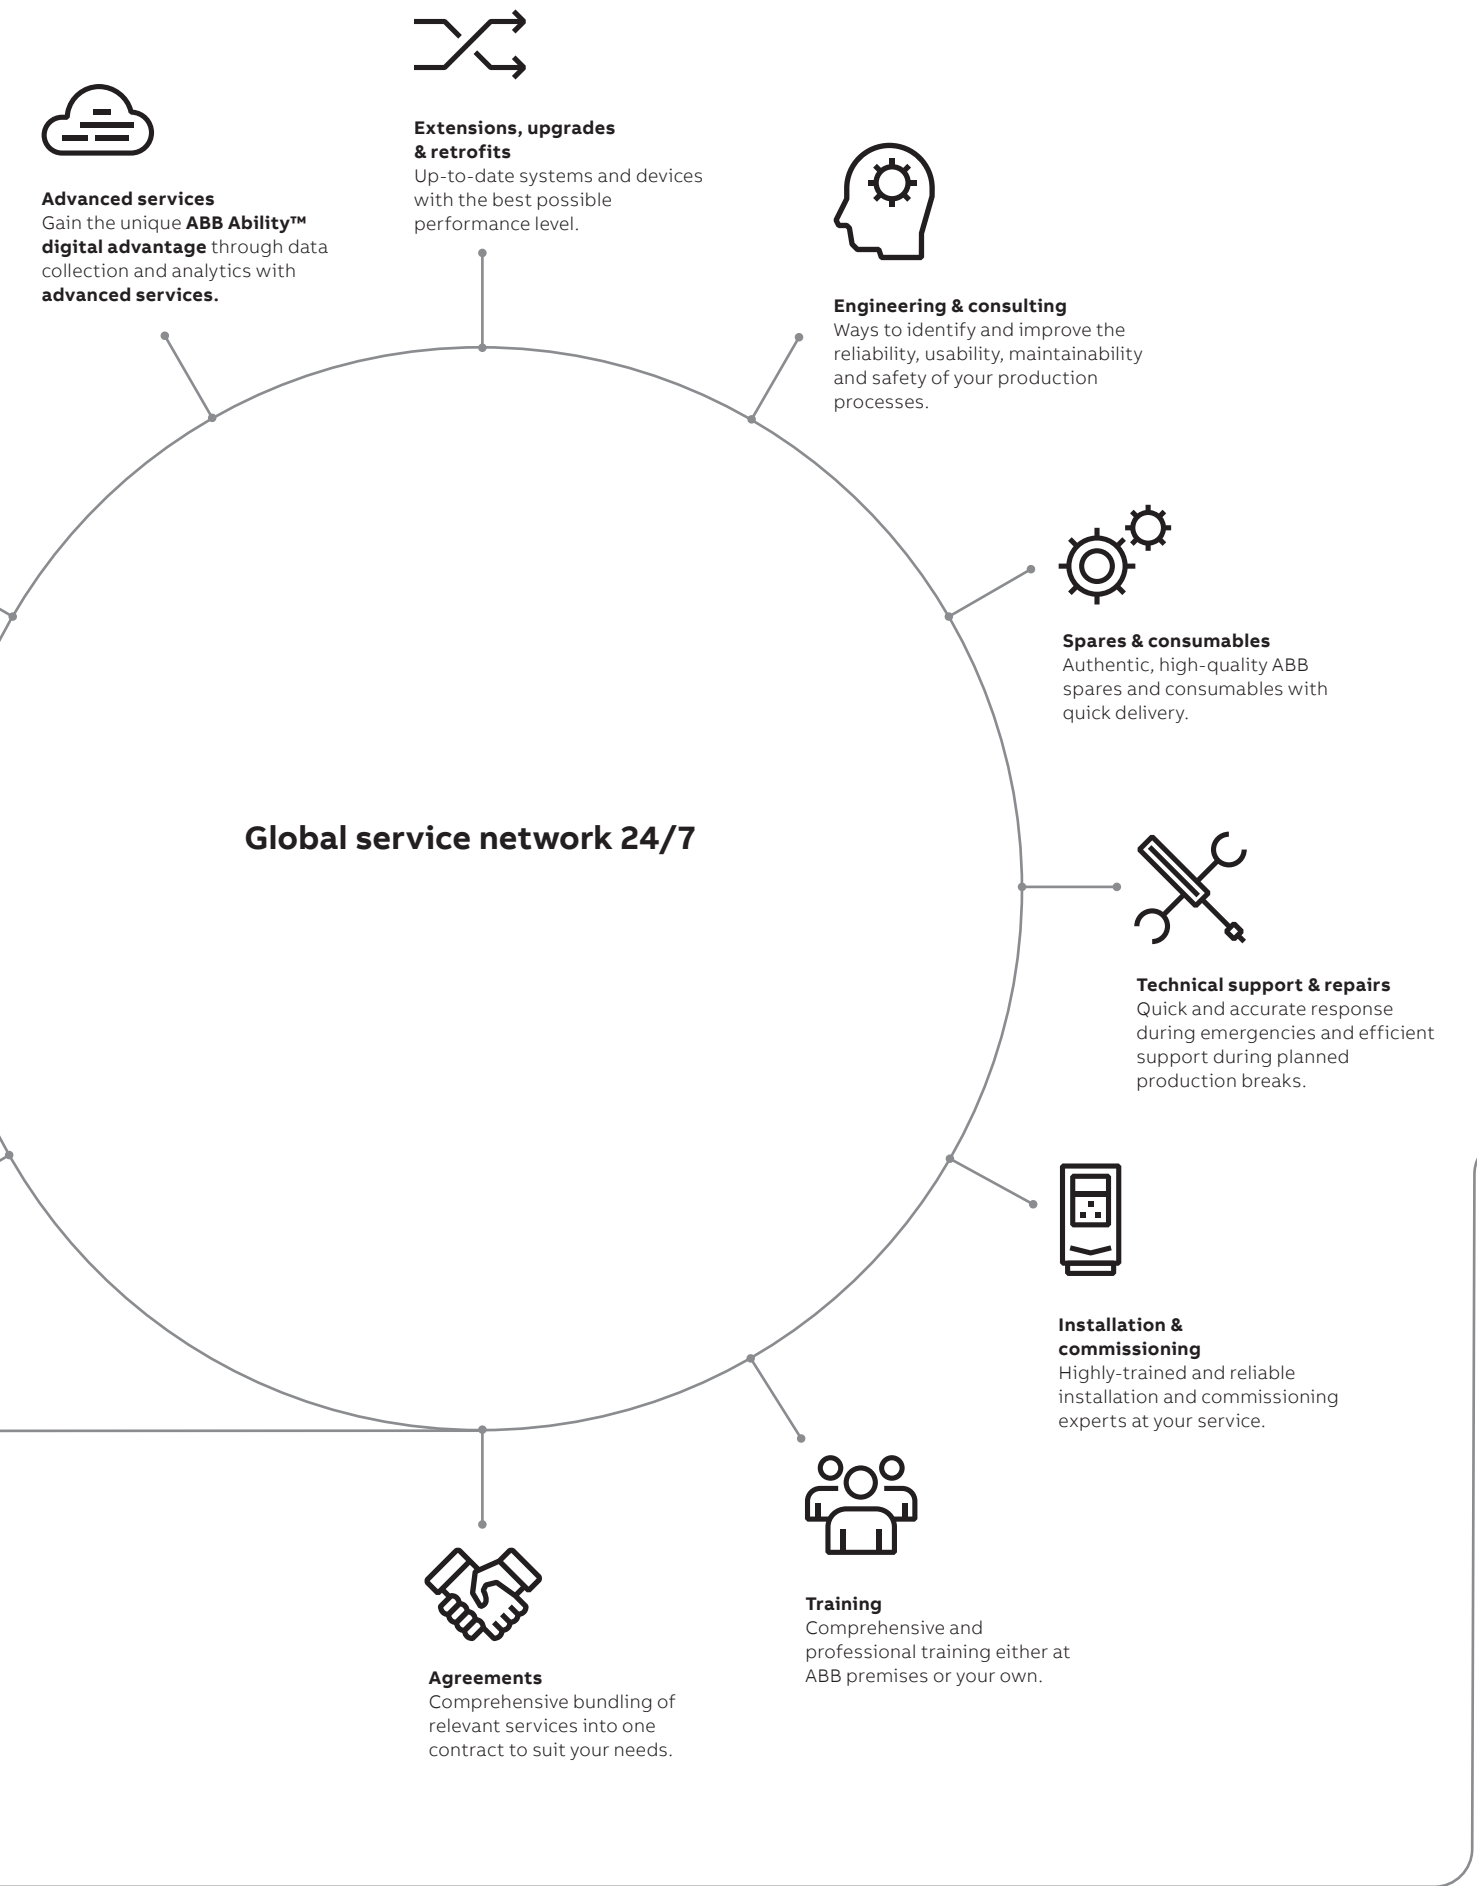 Extensions, upgrades
& retrofits
Up-to-date systems and devices
with the best possible
performance level.
Advanced services
Gain the unique ABB Ability™
digital advantage through data
collection and analytics with
advanced services.
Engineering & consulting
Ways to identify and improve the
reliability, usability, maintainability
and safety of your production
processes.
Spares & consumables
Authentic, high-quality ABB
spares and consumables with
quick delivery.
Global service network 24/7
Technical support & repairs
Quick and accurate response
during emergencies and efficient
support during planned
production breaks.
Installation &
commissioning
Highly-trained and reliable
installation and commissioning
experts at your service.
Training
Comprehensive and
professional training either at
ABB premises or your own.
Agreements
Comprehensive bundling of
relevant services into one
contract to suit your needs.